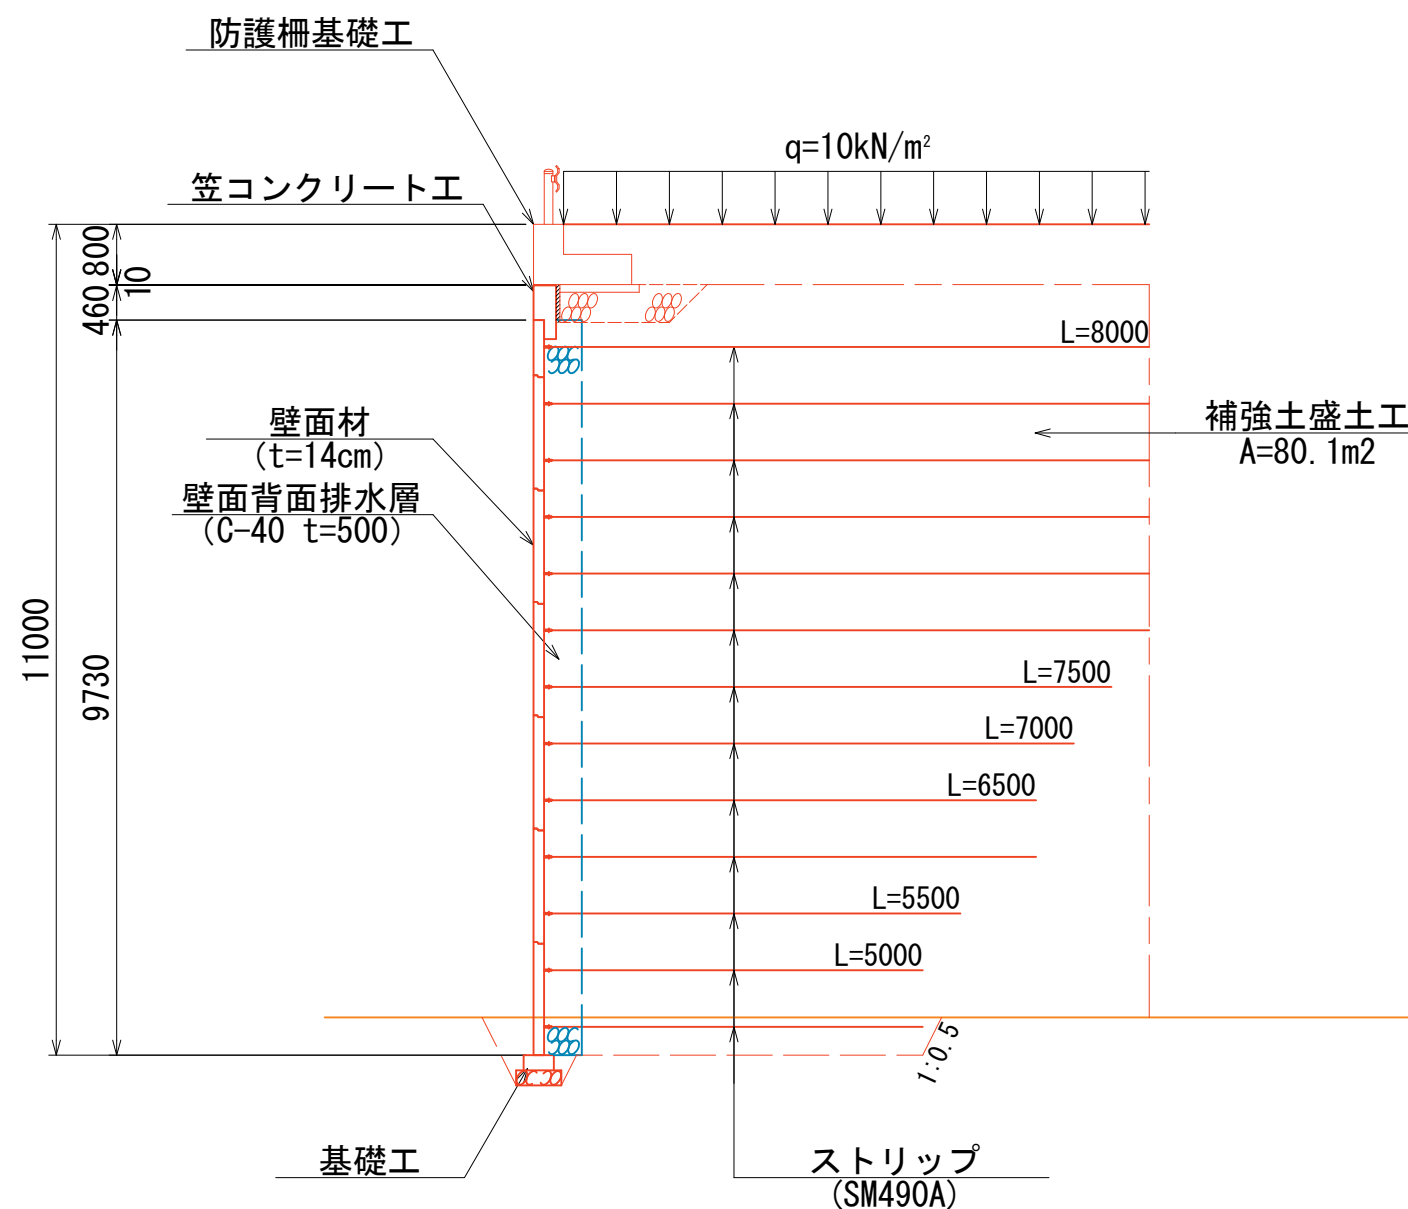 防護柵基礎工
q=10kN/m²
笠コンクリート工
800
10
460
L=8000
補強土盛土工
A=80.1m2
壁面材
(t=14cm)
壁面背面排水層
(C-40 t=500)
11000
9730
L=7500
L=7000
L=6500
L=5500
L=5000
1:0.5
基礎工
ストリップ
(SM490A)